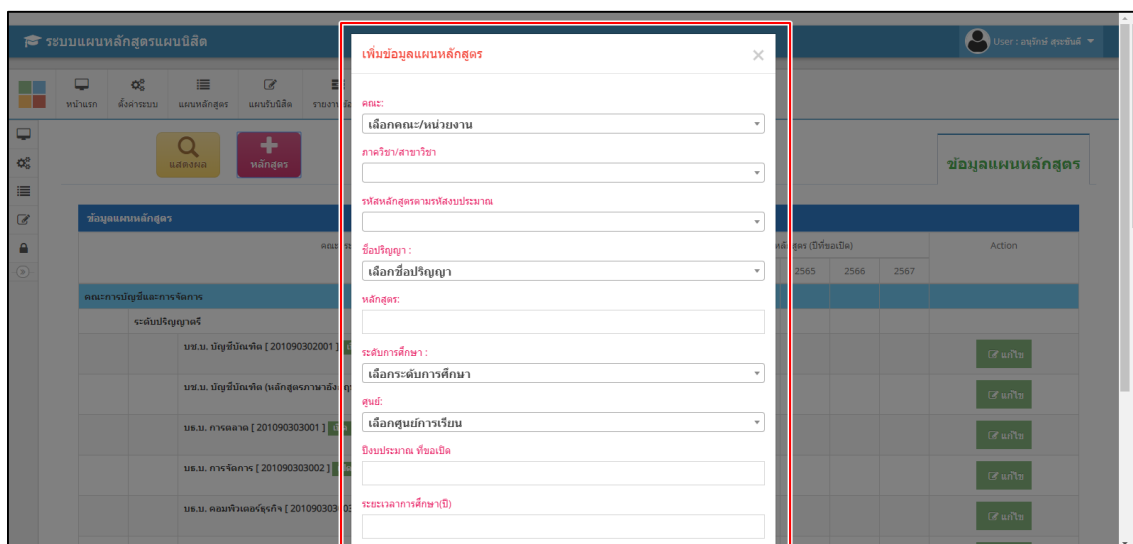 ระบบแผนหลักสูตรแผนนิสิต
User : อนุรักษ์ สุระขันตี
หน้าแรก
ตั้งค่าระบบ
แผนหลักสูตร
แผนรับนิสิต
แสดงผล
หลักสูตร
ข้อมูลแผนหลักสูตร
ข้อมูลแผนหลักสูตร
Action
2565
2566
2567
คณะการบัญชีและการจัดการ
ระดับปริญญาตรี
บช.บ. บัญชีบัณฑิต [ 201090302001 ]
แก้ไข
บช.บ. บัญชีบัณฑิต
แก้ไข
บธ.บ. การตลาด [ 201090303001 ]
แก้ไข
บธ.บ. การจัดการ [ 201090303002 ]
แก้ไข
บธ.บ. คอมพิวเตอร์ธุรกิจ
แก้ไข
เพิ่มข้อมูลแผนหลักสูตร
คณะ:
เลือกคณะ/หน่วยงาน
ภาควิชา/สาขาวิชา
รหัสหลักสูตรตามรหัสงบประมาณ
ชื่อปริญญา :
เลือกชื่อปริญญา
หลักสูตร:
ระดับการศึกษา :
เลือกระดับการศึกษา
ศูนย์:
เลือกศูนย์การเรียน
ปีงบประมาณ ที่ขอเปิด
ระยะเวลาการศึกษา(ปี)